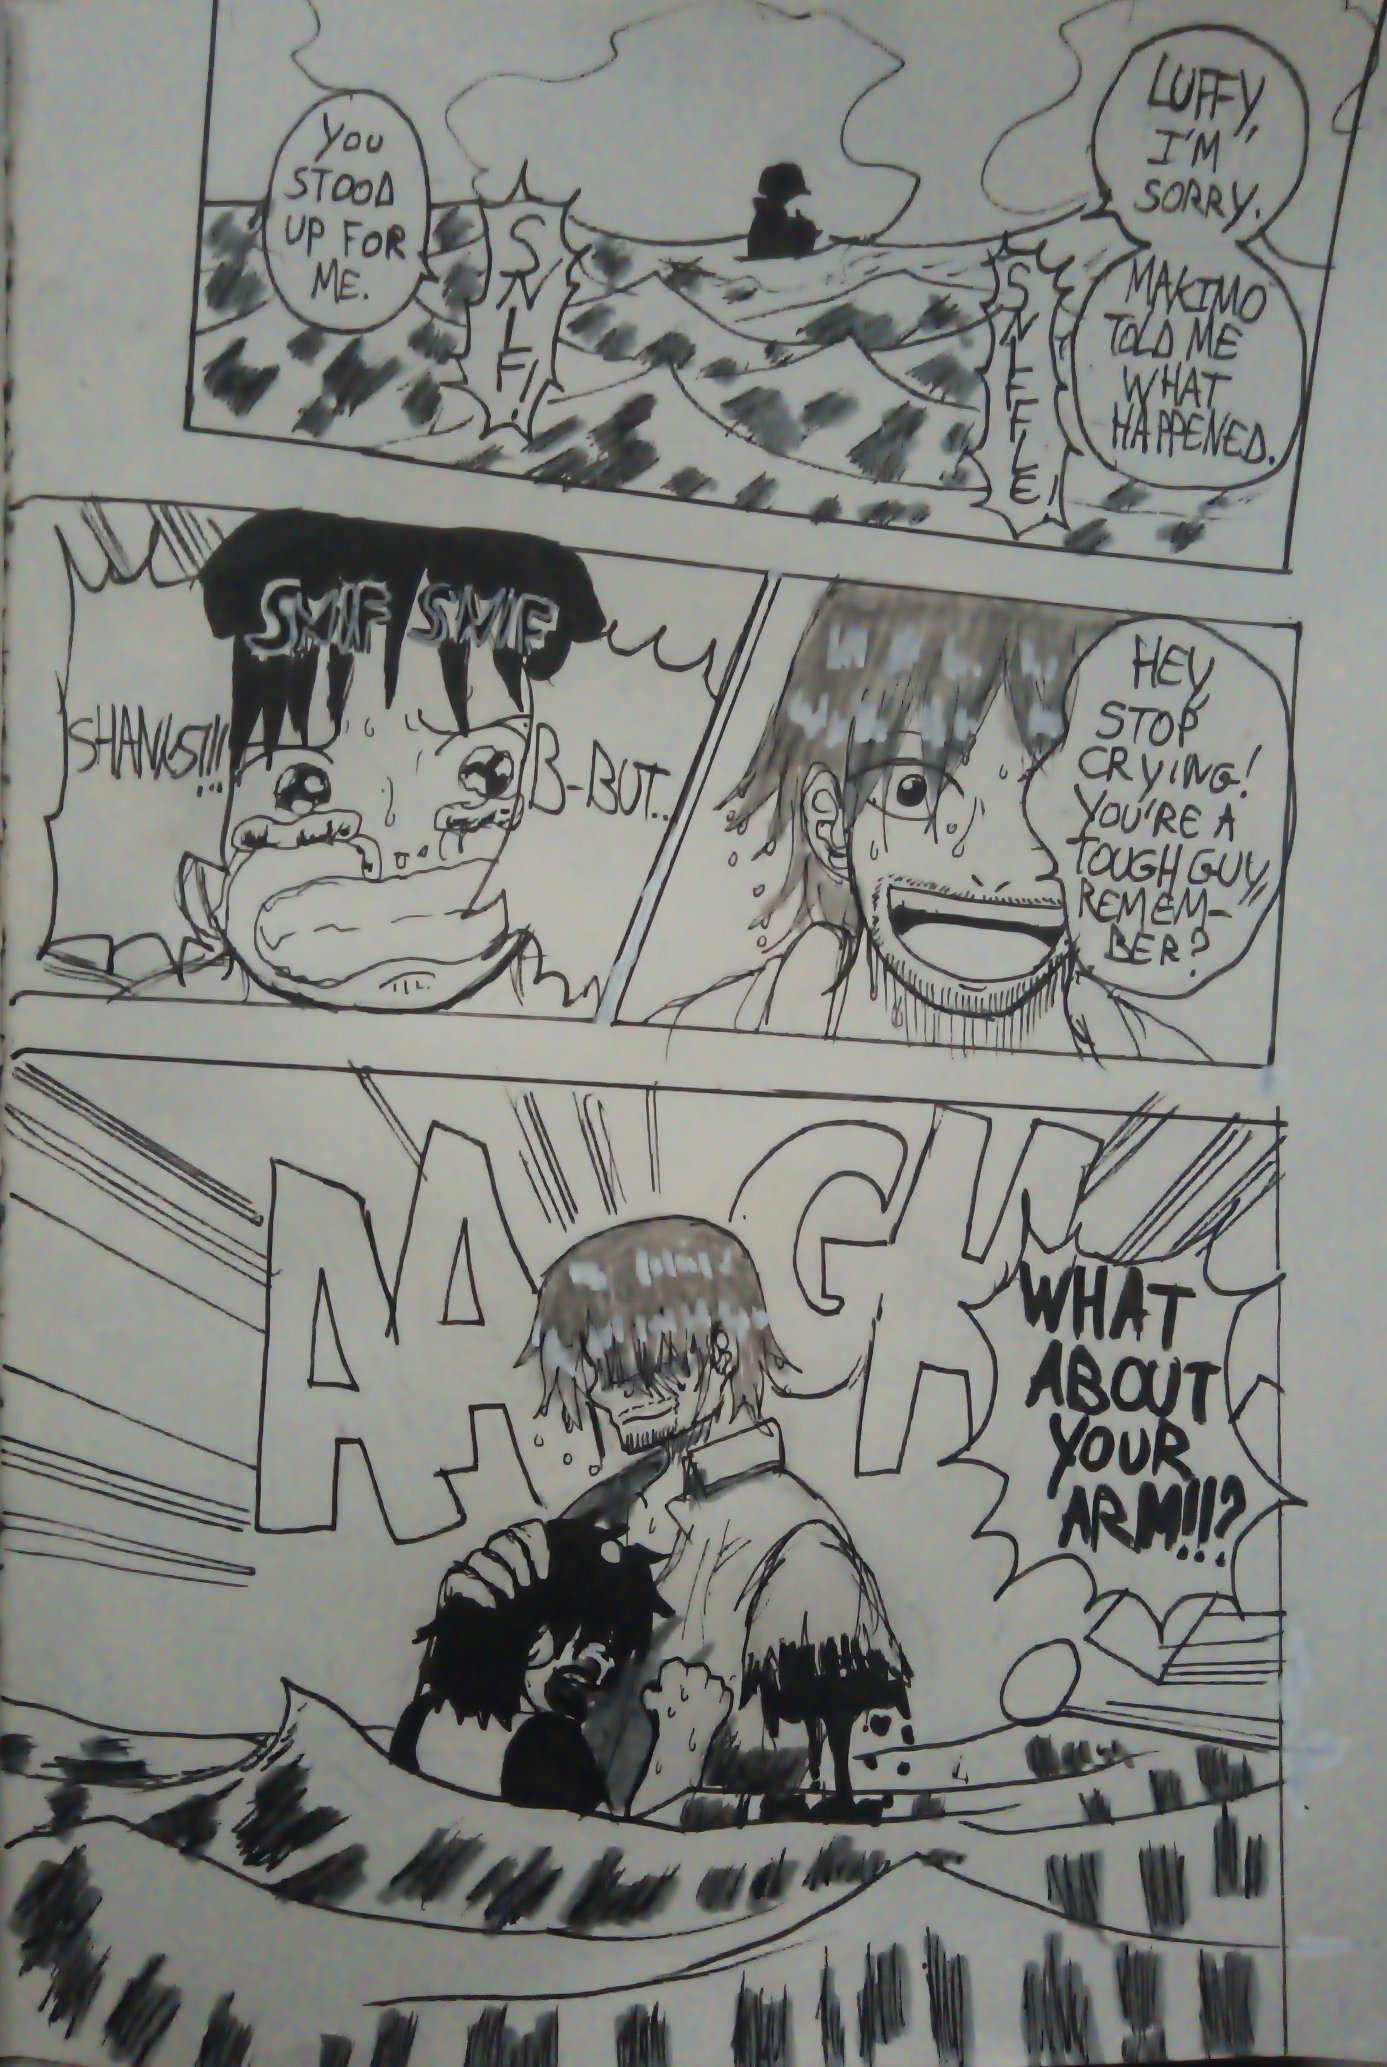 LUFFY,
I'M
SORRY.
MAKIMO
TOLD ME
WHAT
HAPPENED.
SNIFFLE!
SNIF!
YOU
STOOD
UP FOR
ME.
HEY,
STOP
CRYING!
YOU'RE A
TOUGH GUY,
REMEM-
BER?
B-BUT..
SNIF SNIF
SHANKS!!!
WHAT
ABOUT
YOUR
ARM!!!?
AAGH